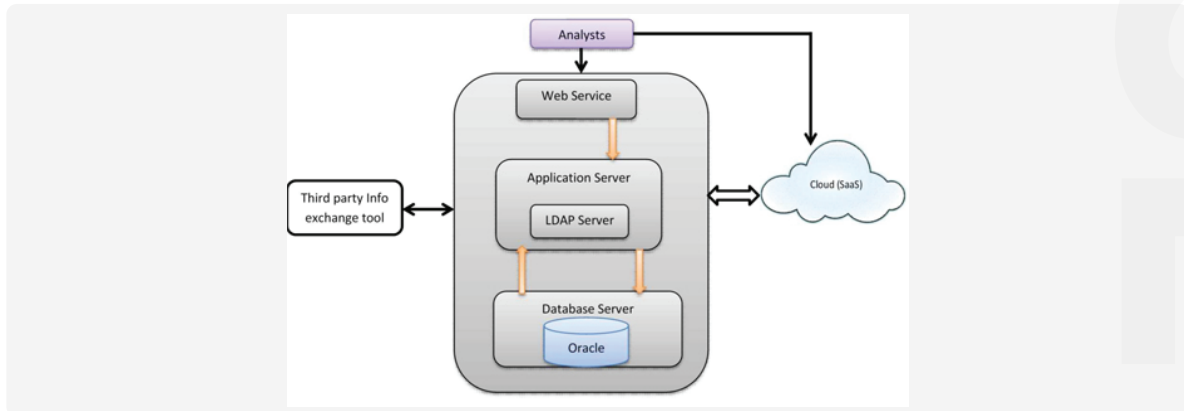 Analysts
Web Service
Application Server
LDAP Server
Third party Info
exchange tool
Cloud (SaaS)
Database Server
Oracle